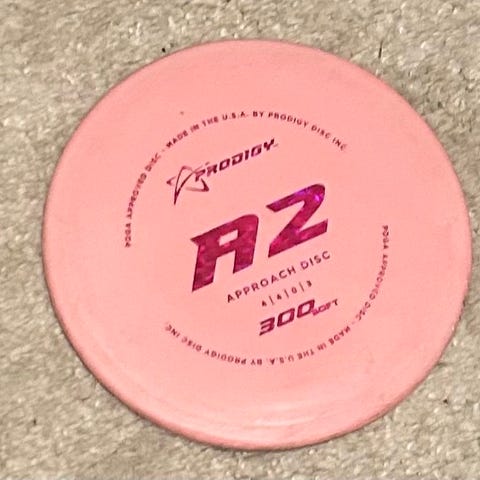 PDGA APPROVED DISC - MADE IN THE U.S.A. BY PRODIGY DISC INC.
PRODIGY
A2
APPROACH DISC
4|4|0|3
300 SOFT
PDGA APPROVED DISC - MADE IN THE U.S.A. BY PRODIGY DISC INC.